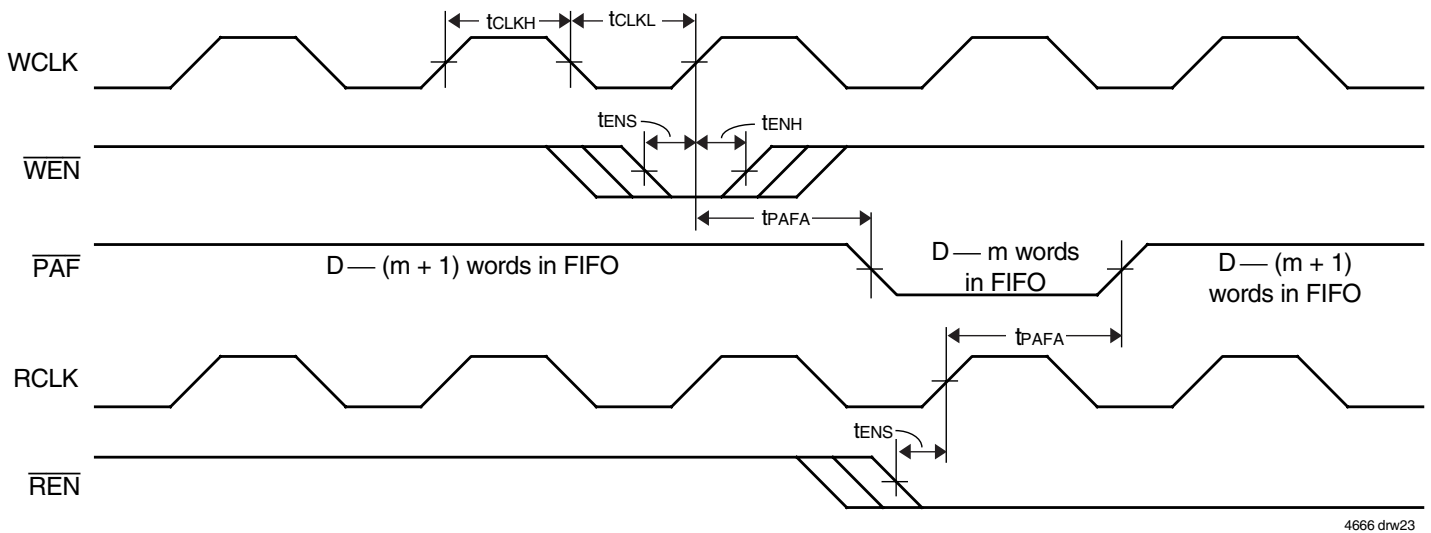 tCLKH
tCLKL
WCLK
tENS
tENH
WEN
tPAFA
PAF
D — (m + 1) words in FIFO
D — m words
in FIFO
D — (m + 1)
words in FIFO
tPAFA
RCLK
tENS
REN
4666 drw23